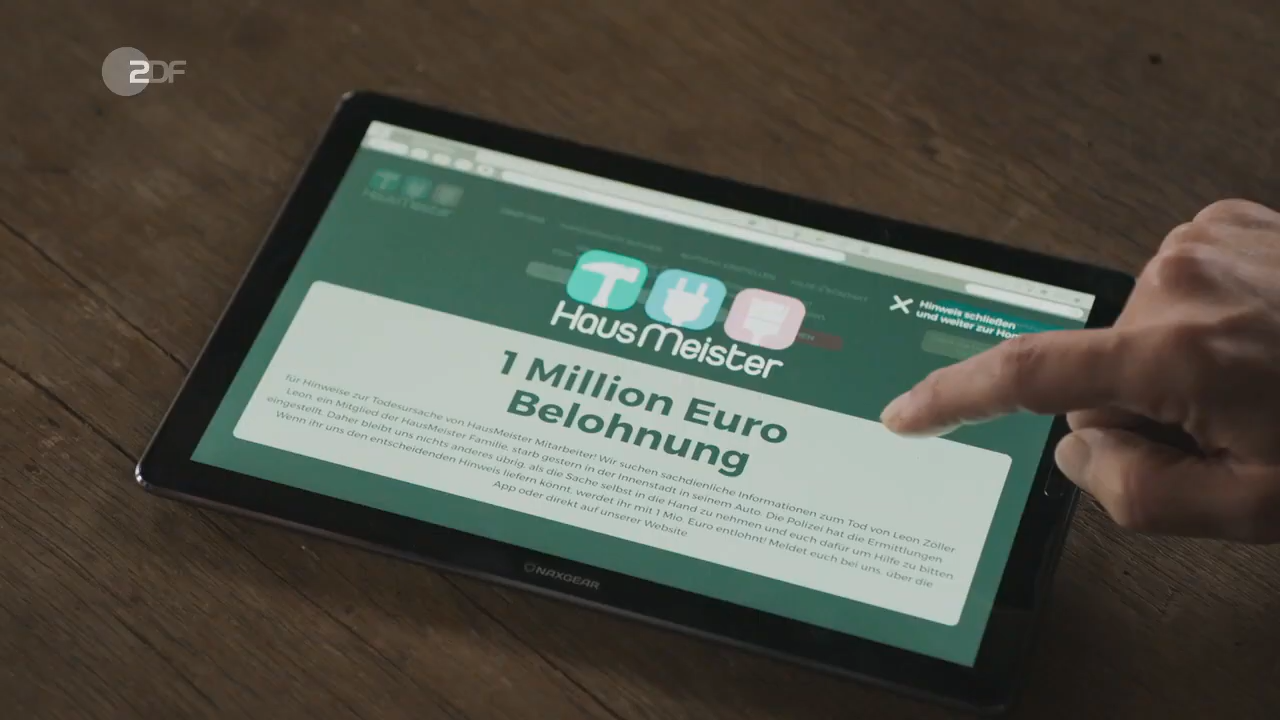 2DF
HausMeister
HausMeister
Hinweis schließen
und weiter zur
1 Million Euro
Belohnung
für Hinweise zur Todesursache von HausMeister Mitarbeiter! Wir suchen sachdienliche Informationen zum Tod von Leon Zöller
Leon, ein Mitglied der HausMeister Familie, starb gestern in der Innenstadt in seinem Auto. Die Polizei hat die Ermittlungen
eingestellt. Daher bleibt uns nichts anderes übrig, als die Sache selbst in die Hand zu nehmen und euch dafür um Hilfe zu bitten
Wenn ihr uns den entscheidenden Hinweis liefern könnt, werdet ihr mit 1 Mio. Euro entlohnt! Meldet euch bei uns, über die
App oder direkt auf unserer Website
NAXGEAR